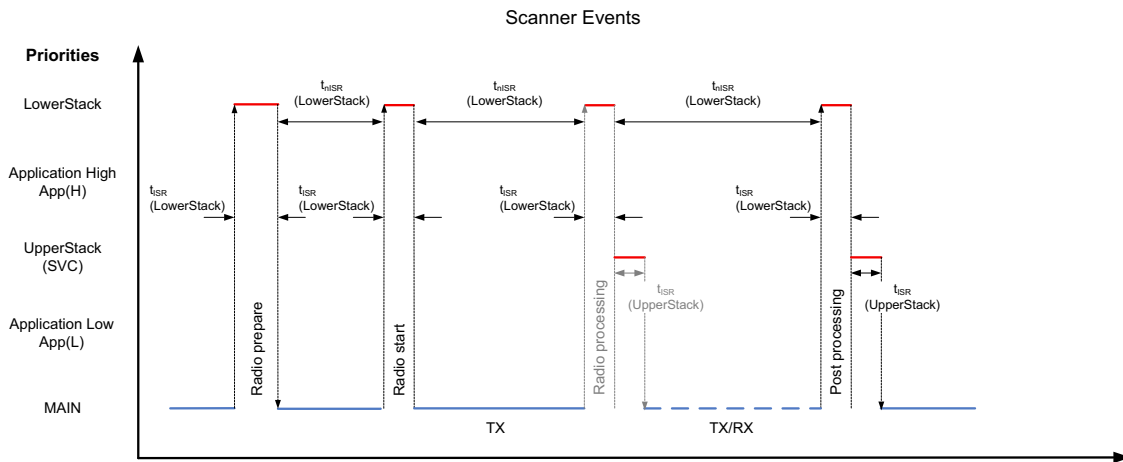 Scanner Events
Priorities
LowerStack
Application High
App(H)
UpperStack
(SVC)
Application Low
App(L)
MAIN
tnISR
(LowerStack)
tnISR
(LowerStack)
tnISR
(LowerStack)
tISR
(LowerStack)
tISR
(LowerStack)
tISR
(LowerStack)
tISR
(LowerStack)
tISR
(UpperStack)
tISR
(UpperStack)
Radio prepare
Radio start
Radio processing
Post processing
TX
TX/RX